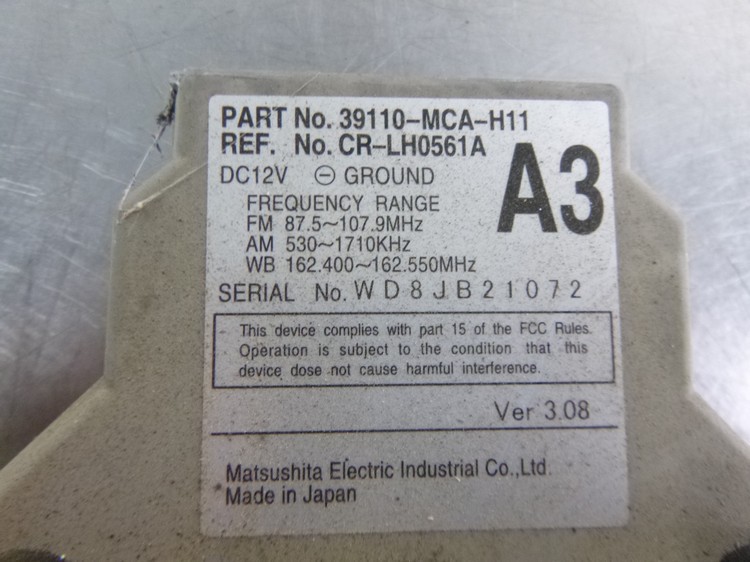 PART No. 39110-MCA-H11
REF. No. CR-LH0561A
A3
DC12V ⊖ GROUND
FREQUENCY RANGE
FM 87.5~107.9MHz
AM 530~1710KHz
WB 162.400~162.550MHz
SERIAL No. WD8JB21072
This device complies with part 15 of the FCC Rules.
Operation is subject to the condition that this
device dose not cause harmful interference.
Ver 3.08
Matsushita Electric Industrial Co.,Ltd.
Made in Japan